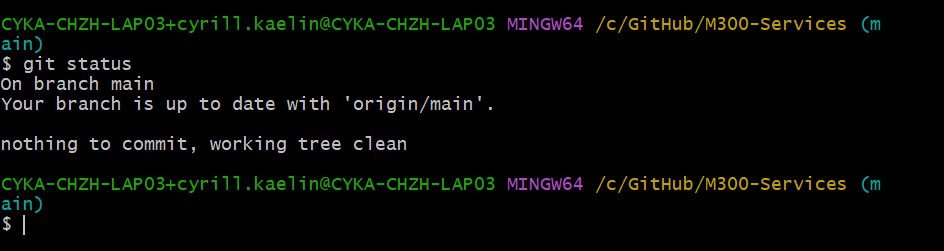 CYKA-CHZH-LAP03+cyrill.kaelin@CYKA-CHZH-LAP03 MINGW64 /c/GitHub/M300-Services (m
ain)
$ git status
On branch main
Your branch is up to date with 'origin/main'.
nothing to commit, working tree clean
CYKA-CHZH-LAP03+cyrill.kaelin@CYKA-CHZH-LAP03 MINGW64 /c/GitHub/M300-Services (m
ain)
$